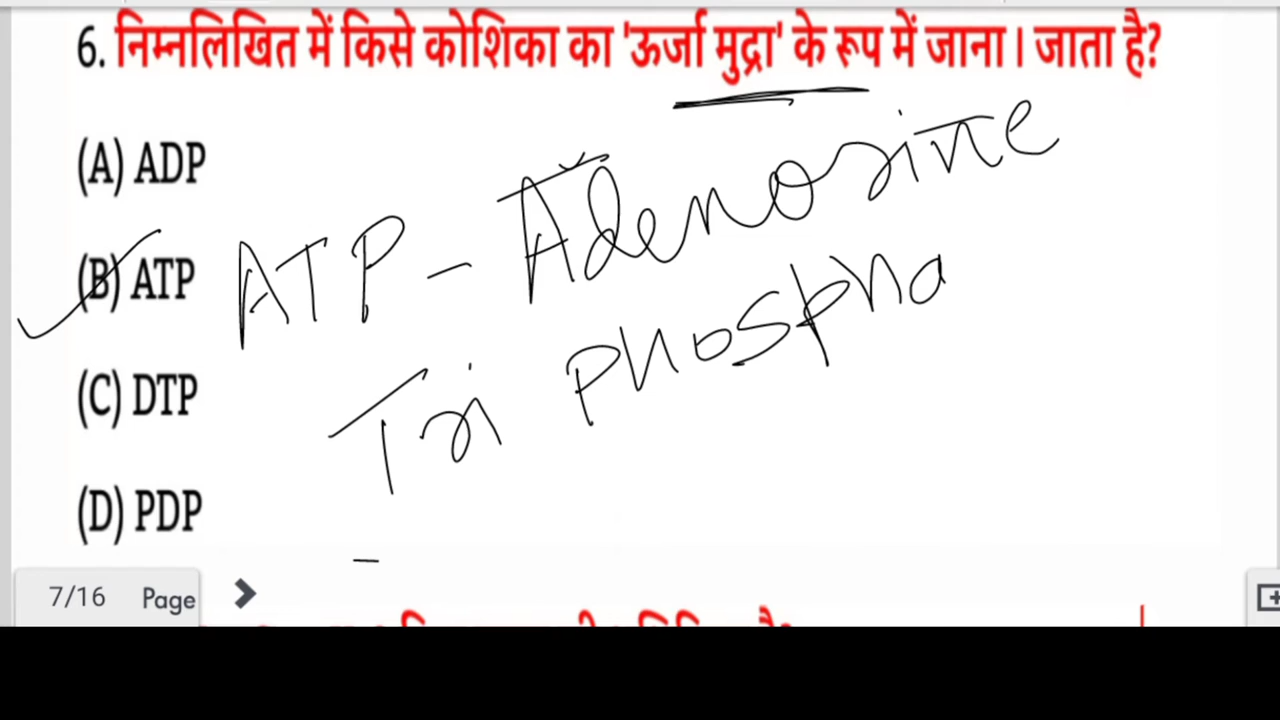 6. निम्नलिखित में किसे कोशिका का 'ऊर्जा मुद्रा' के रूप में जाना । जाता है?
(A) ADP
(B) ATP
ATP - Adenosine
Tri phospha
(C) DTP
(D) PDP
7/16 Page